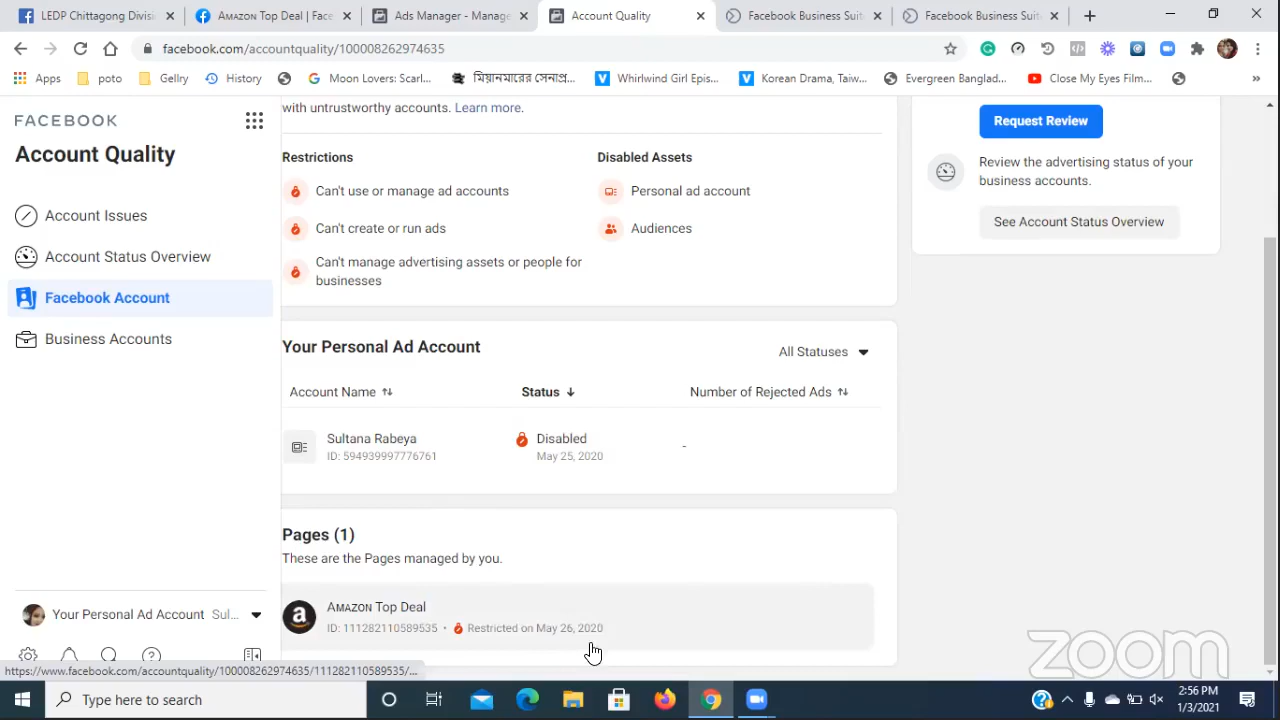 LEDP Chittagong Divisi
Aᴍᴀᴢᴏɴ Top Deal | Face
Ads Manager - Manage
Account Quality
Facebook Business Suit
Facebook Business Suit
facebook.com/accountquality/100008262974635
Apps
poto
Gellry
History
Moon Lovers: Scarl...
মিয়ানমারের সেনাপ্র...
Whirlwind Girl Epis...
Korean Drama, Taiw...
Evergreen Banglad...
Close My Eyes Film...
»
FACEBOOK
Account Quality
Account Issues
Account Status Overview
Facebook Account
Business Accounts
Your Personal Ad Account Sul...
https://www.facebook.com/accountquality/100008262974635/111282110589535/...
with untrustworthy accounts. Learn more.
Restrictions
Can't use or manage ad accounts
Can't create or run ads
Can't manage advertising assets or people for
businesses
Disabled Assets
Personal ad account
Audiences
Request Review
Review the advertising status of your
business accounts.
See Account Status Overview
Your Personal Ad Account
All Statuses
Account Name
Status
Number of Rejected Ads
Sultana Rabeya
ID: 594939997776761
Disabled
May 25, 2020
-
Pages (1)
These are the Pages managed by you.
Aᴍᴀᴢᴏɴ Top Deal
ID: 111282110589535 • Restricted on May 26, 2020
zoom
Type here to search
2:56 PM
1/3/2021